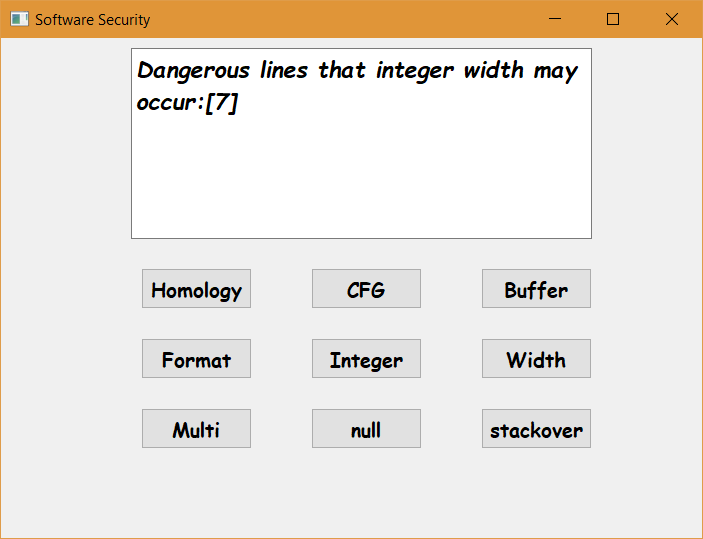 Software Security
Dangerous lines that integer width may
occur:[7]
Homology CFG Buffer
Format Integer Width
Multi null stackover